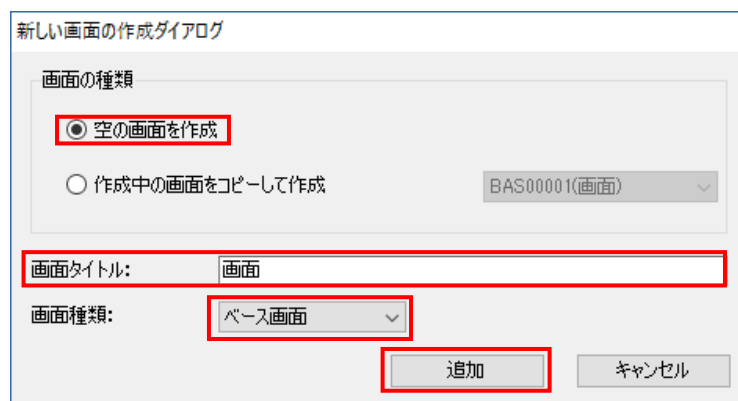 新しい画面の作成ダイアログ
画面の種類
空の画面を作成
作成中の画面をコピーして作成 BAS00001(画面)
画面タイトル: 画面
画面種類: ベース画面
追加 キャンセル